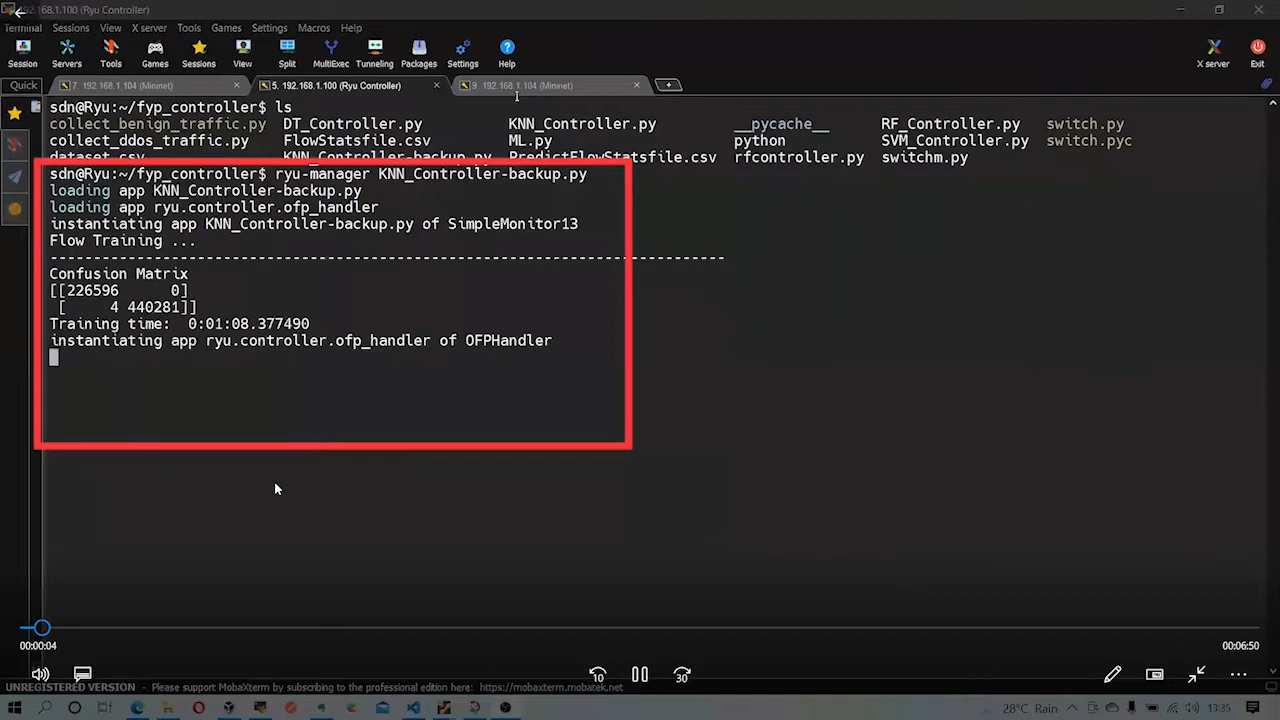 192.168.1.100 (Ryu Controller)
Terminal Sessions View X server Tools Games Settings Macros Help
Session Servers Tools Games Sessions View Split MultiExec Tunneling Packages Settings Help X server Exit
Quick 7. 192.168.1.104 (Mininet) 5. 192.168.1.100 (Ryu Controller) 9. 192.168.1.104 (Mininet)
sdn@Ryu:~/fyp_controller$ ls
collect_benign_traffic.py DT_Controller.py KNN_Controller.py __pycache__ RF_Controller.py switch.py
collect_ddos_traffic.py FlowStatsfile.csv ML.py python SVM_Controller.py switch.pyc
dataset.csv KNN_Controller-backup.py PredictFlowStatsfile.csv rfcontroller.py switchm.py
sdn@Ryu:~/fyp_controller$ ryu-manager KNN_Controller-backup.py
loading app KNN_Controller-backup.py
loading app ryu.controller.ofp_handler
instantiating app KNN_Controller-backup.py of SimpleMonitor13
Flow Training ...
------------------------------------------------------------------------------
Confusion Matrix
[[226596      0]
 [     4 440281]]
Training time:  0:01:08.377490
instantiating app ryu.controller.ofp_handler of OFPHandler
00:00:04 00:06:50
10 30
UNREGISTERED VERSION - Please support MobaXterm by subscribing to the professional edition here: https://mobaxterm.mobatek.net
28°C Rain 13:35